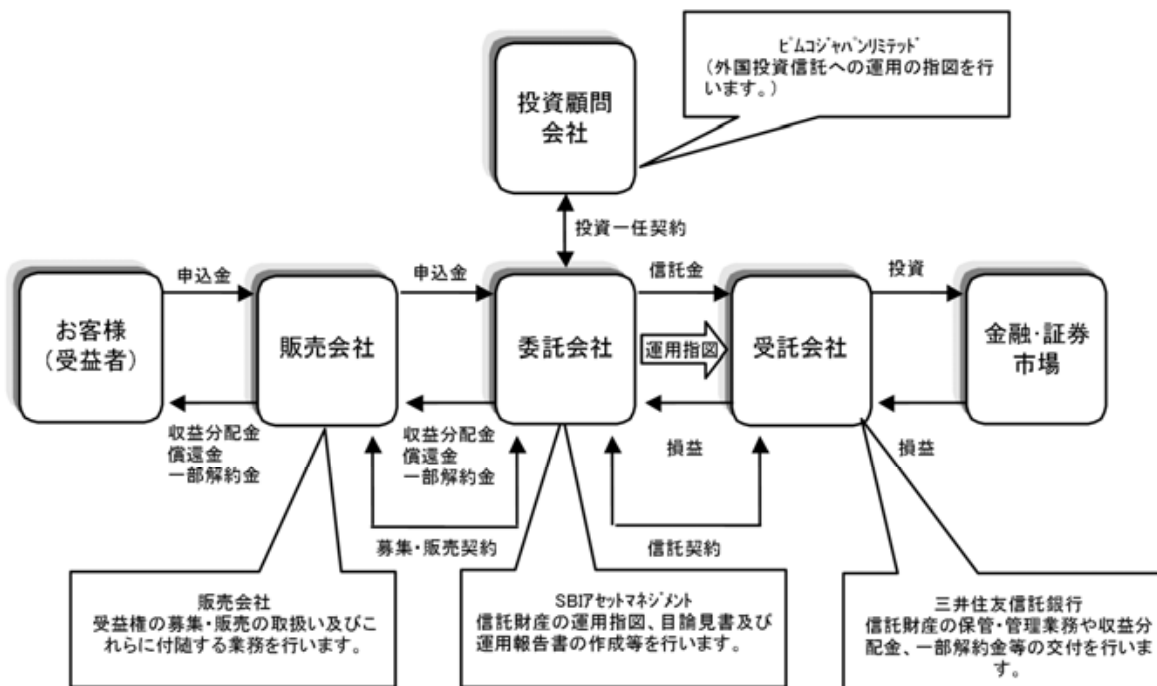 ﾋﾟﾑｺｼﾞｬﾊﾟﾝﾘﾐﾃｯﾄﾞ
（外国投資信託への運用の指図を行
います。）
投資顧問
会社
投資一任契約
申込金
申込金
信託金
投資
お客様
（受益者）
販売会社
委託会社
運用指図
受託会社
金融・証券
市場
収益分配金
償還金
一部解約金
収益分配金
償還金
一部解約金
損益
損益
募集・販売契約
信託契約
販売会社
受益権の募集・販売の取扱い及びこ
れらに付随する業務を行います。
SBIｱｾｯﾄﾏﾈｼﾞﾒﾝﾄ
信託財産の運用指図、目論見書及び
運用報告書の作成等を行います。
三井住友信託銀行
信託財産の保管・管理業務や収益分
配金、一部解約金等の交付を行いま
す。